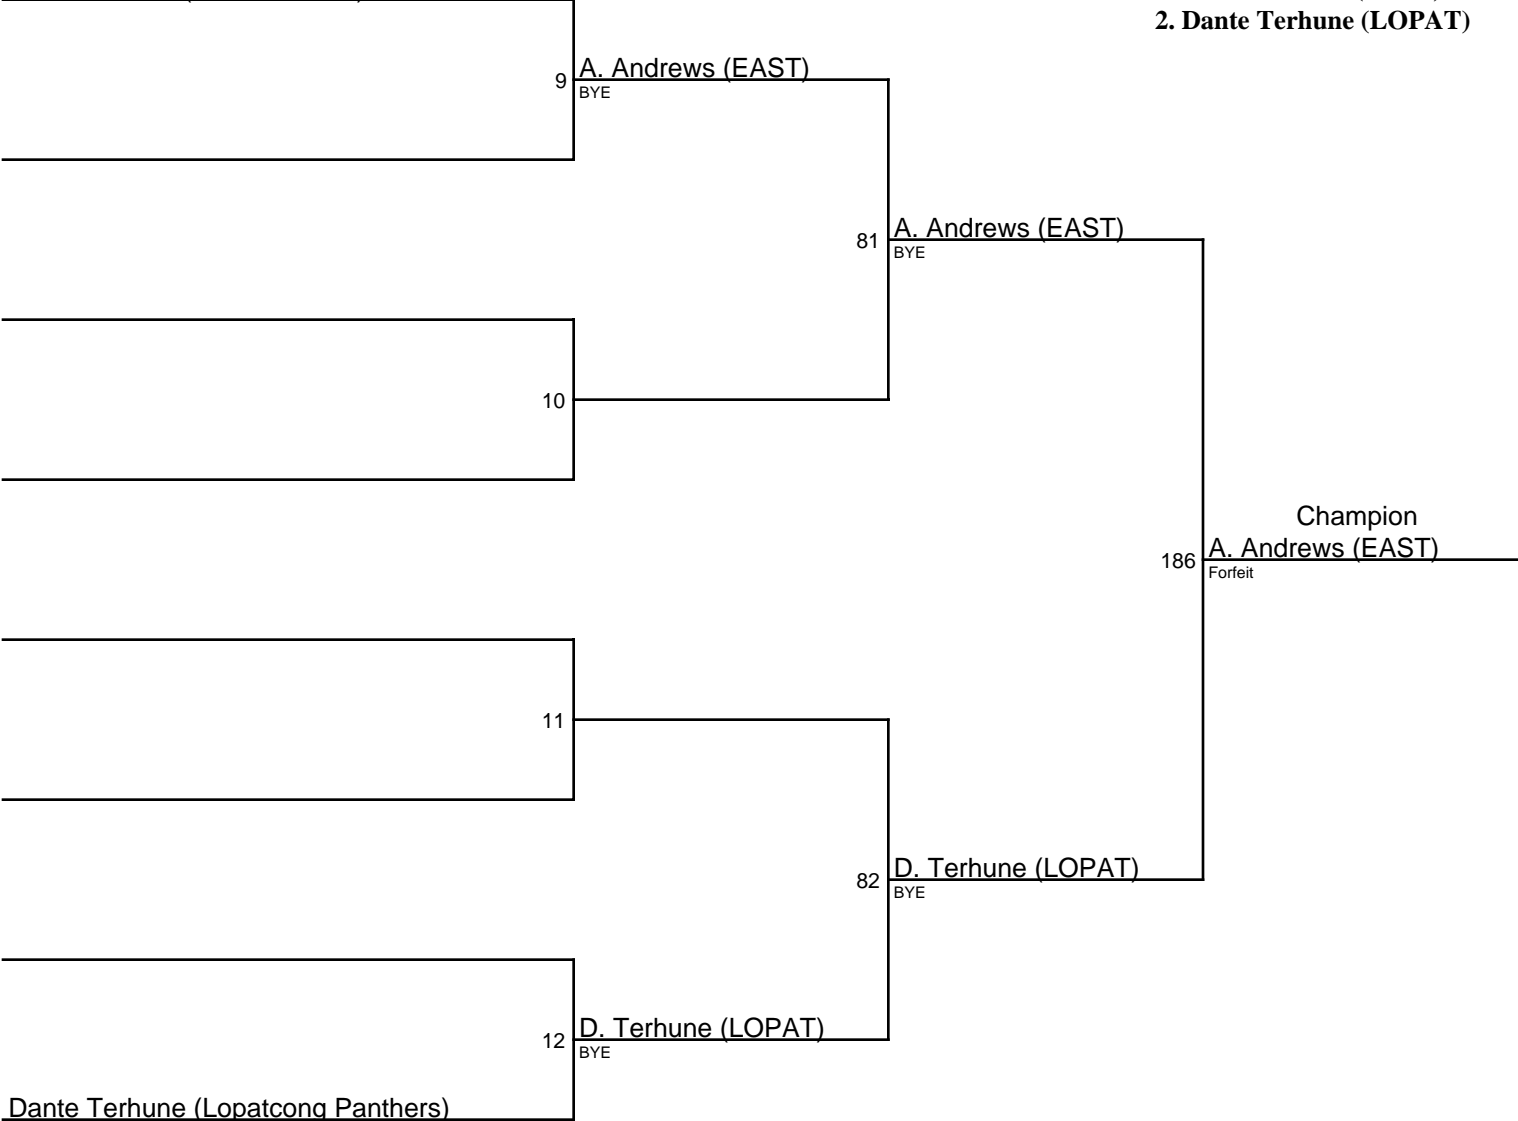 2. Dante Terhune (LOPAT)
9 A. Andrews (EAST)
BYE
81 A. Andrews (EAST)
BYE
10
Champion
186 A. Andrews (EAST)
Forfeit
11
82 D. Terhune (LOPAT)
BYE
12 D. Terhune (LOPAT)
BYE
Dante Terhune (Lopatcong Panthers)